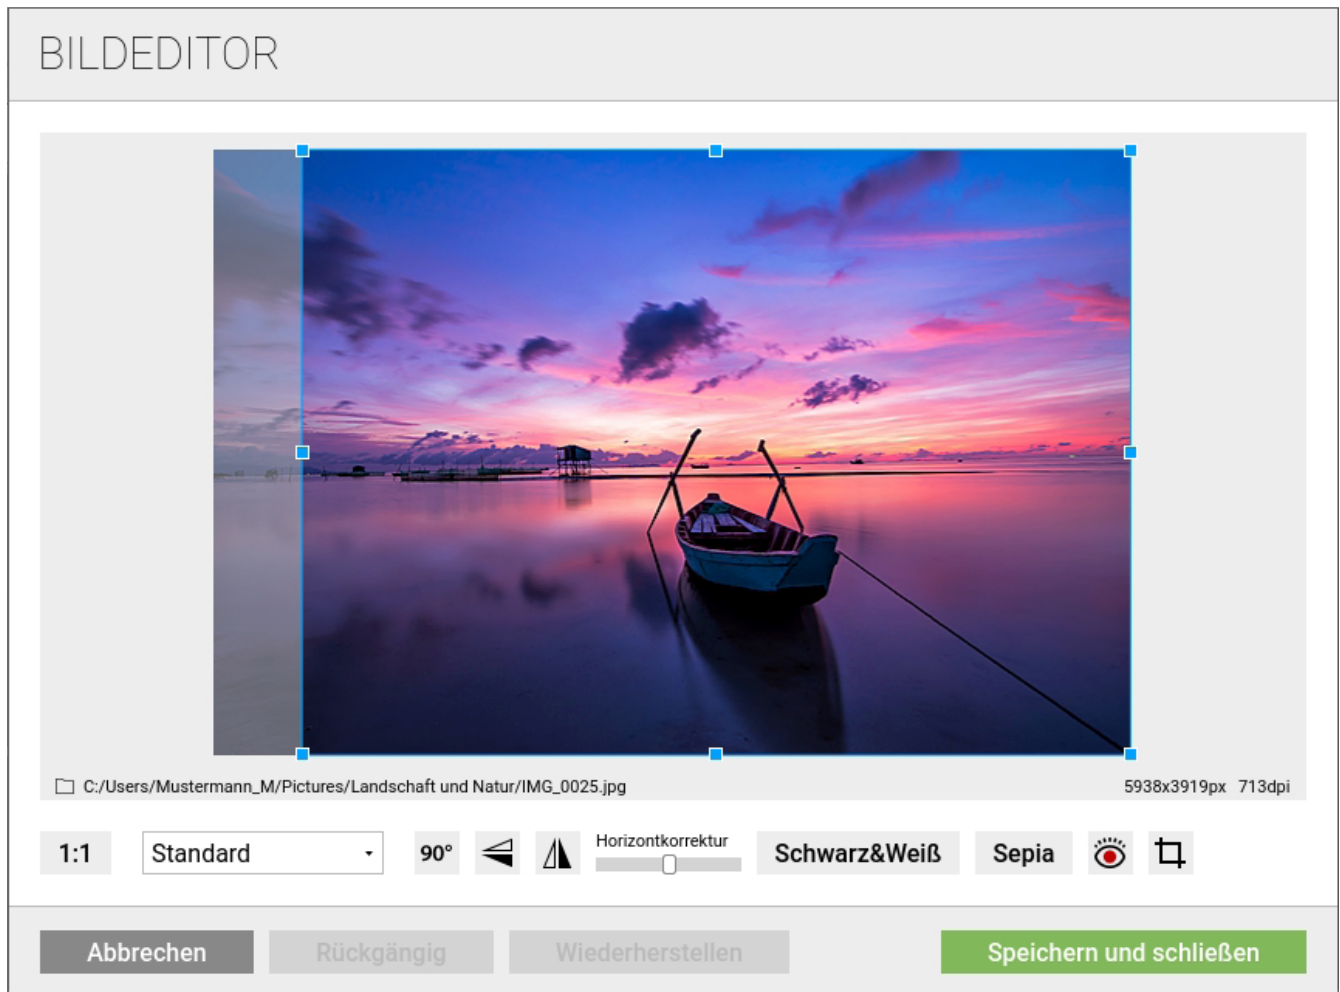 BILDEDITOR
C:/Users/Mustermann_M/Pictures/Landschaft und Natur/IMG_0025.jpg
5938x3919px 713dpi
1:1
Standard
90°
Horizontkorrektur
Schwarz&Weiß
Sepia
Abbrechen
Rückgängig
Wiederherstellen
Speichern und schließen